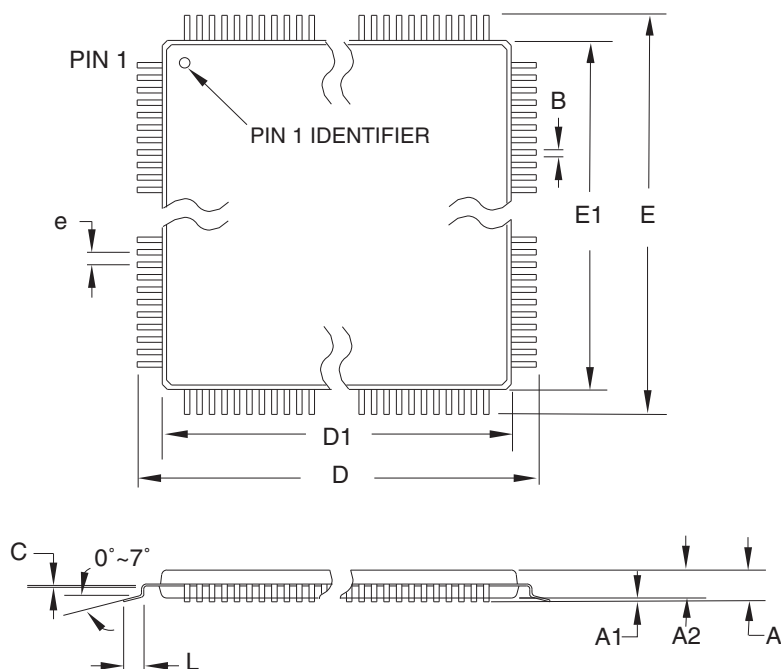 PIN 1
PIN 1 IDENTIFIER
B
e
E1
E
D1
D
C
0°~7°
L
A1
A2
A